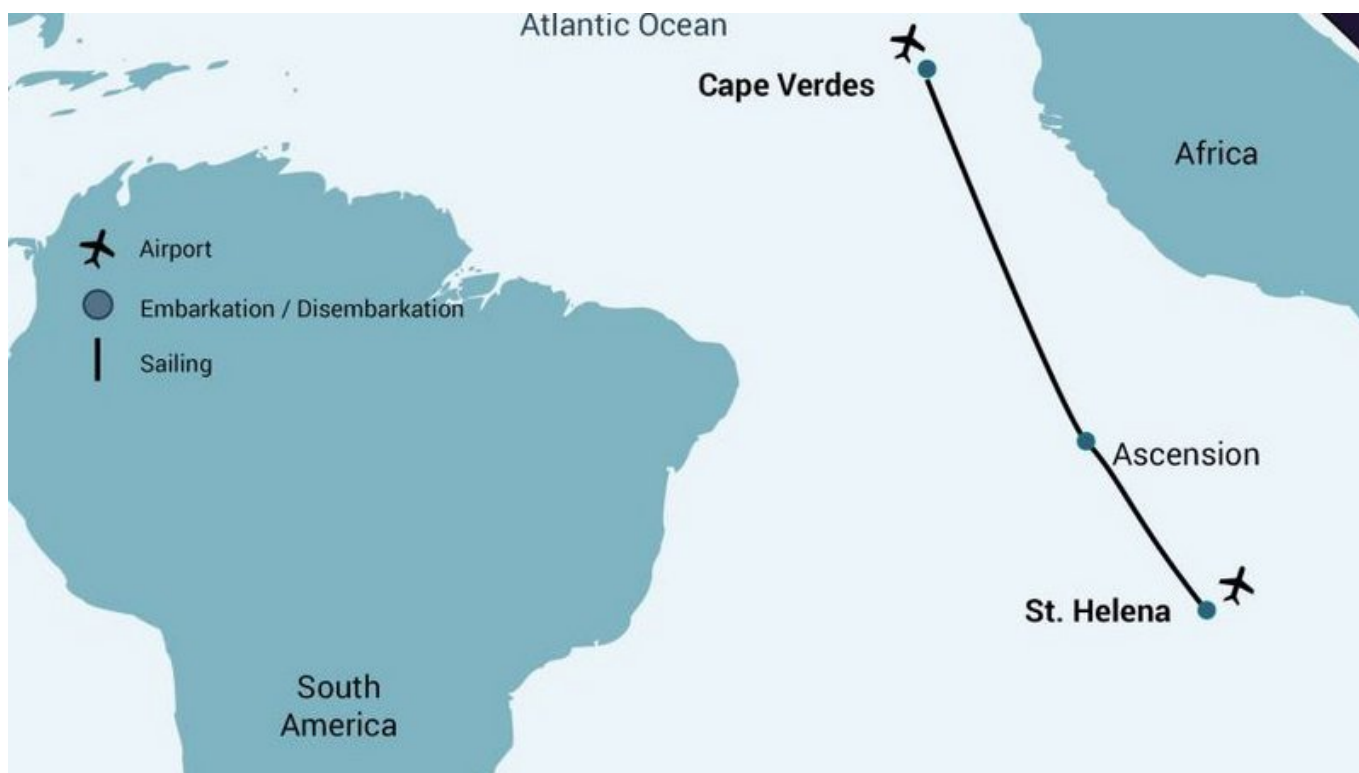 Atlantic Ocean
Cape Verdes
Africa
Airport
Embarkation / Disembarkation
Sailing
Ascension
St. Helena
South
America